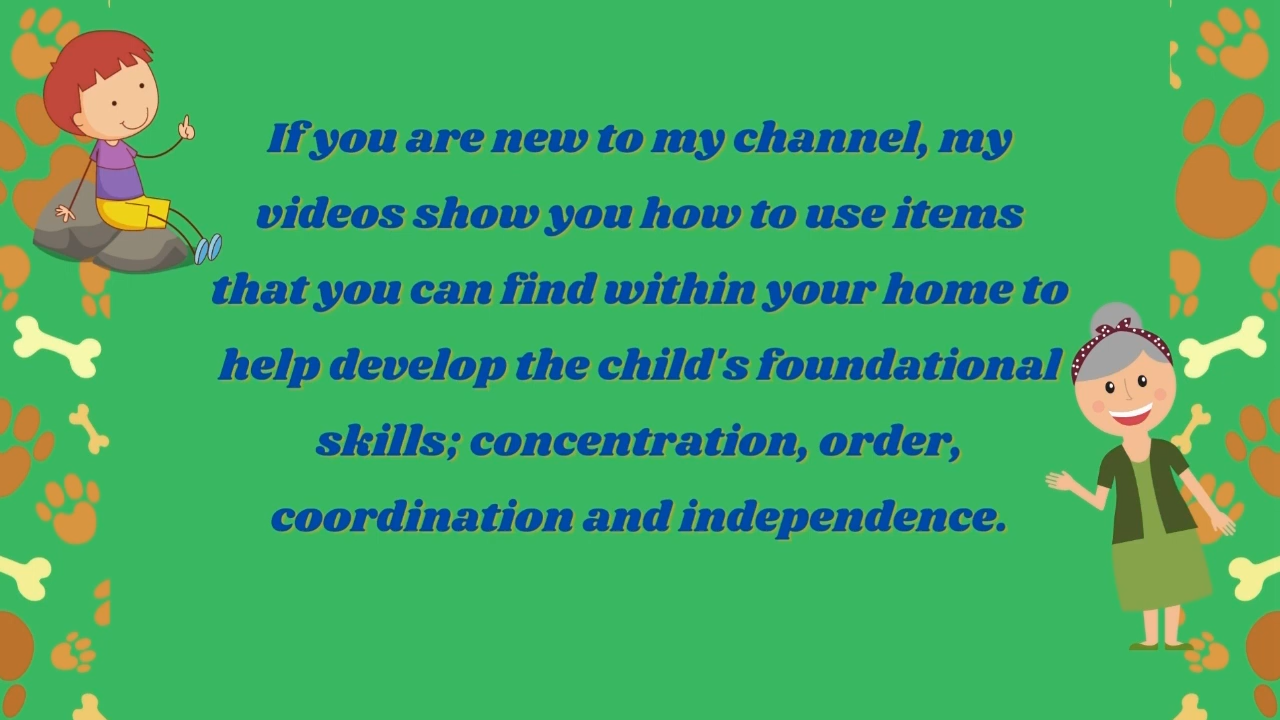 If you are new to my channel, my
videos show you how to use items
that you can find within your home to
help develop the child's foundational
skills; concentration, order,
coordination and independence.